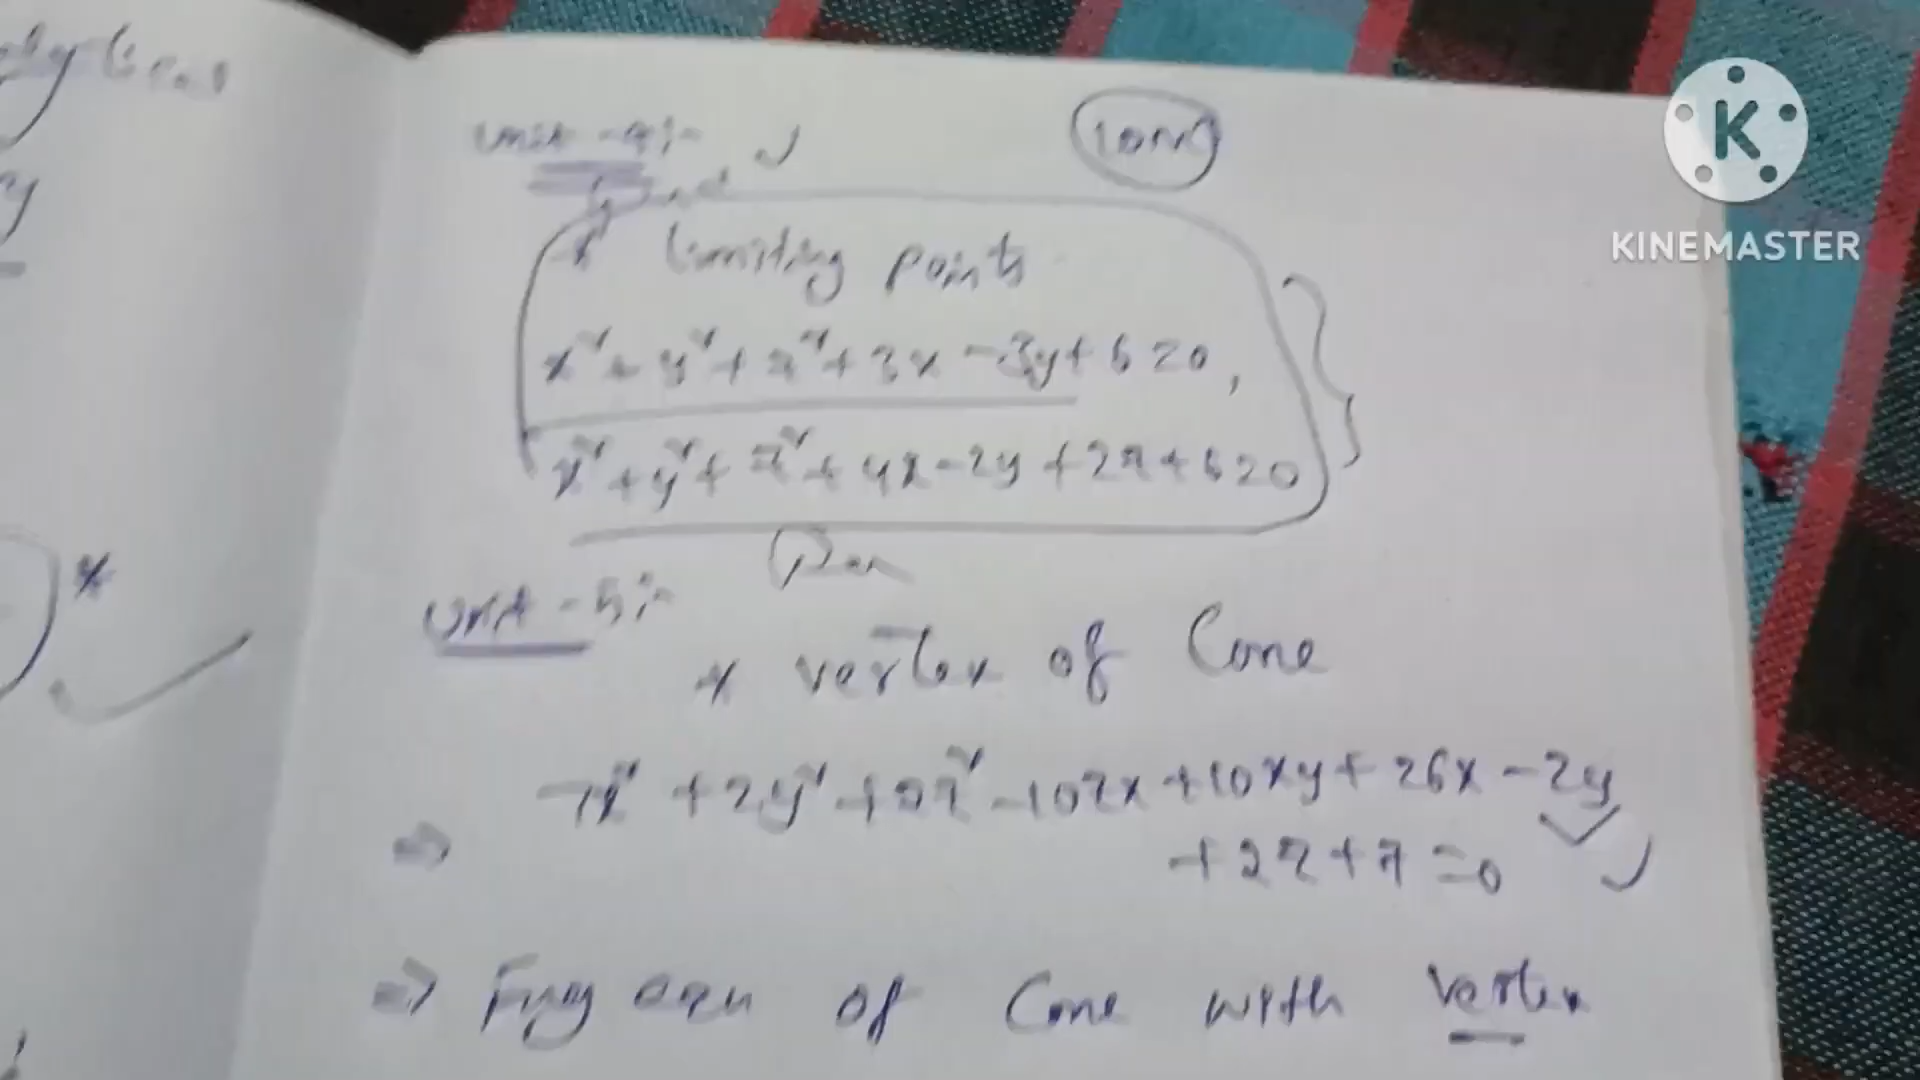 Unit -4:- 10M
KINEMASTER
* limiting points
x² + y² + z² + 3x - 3y + 6 = 0,
x² + y² + z² + 4x - 2y + 2z + 6 = 0
Unit - 5:-
* vertex of Cone
7x² + 2y² + 2z² - 10zx + 10xy + 26x - 2y
⇒ + 2z + 7 = 0
⇒ eqn of Cone with vertex